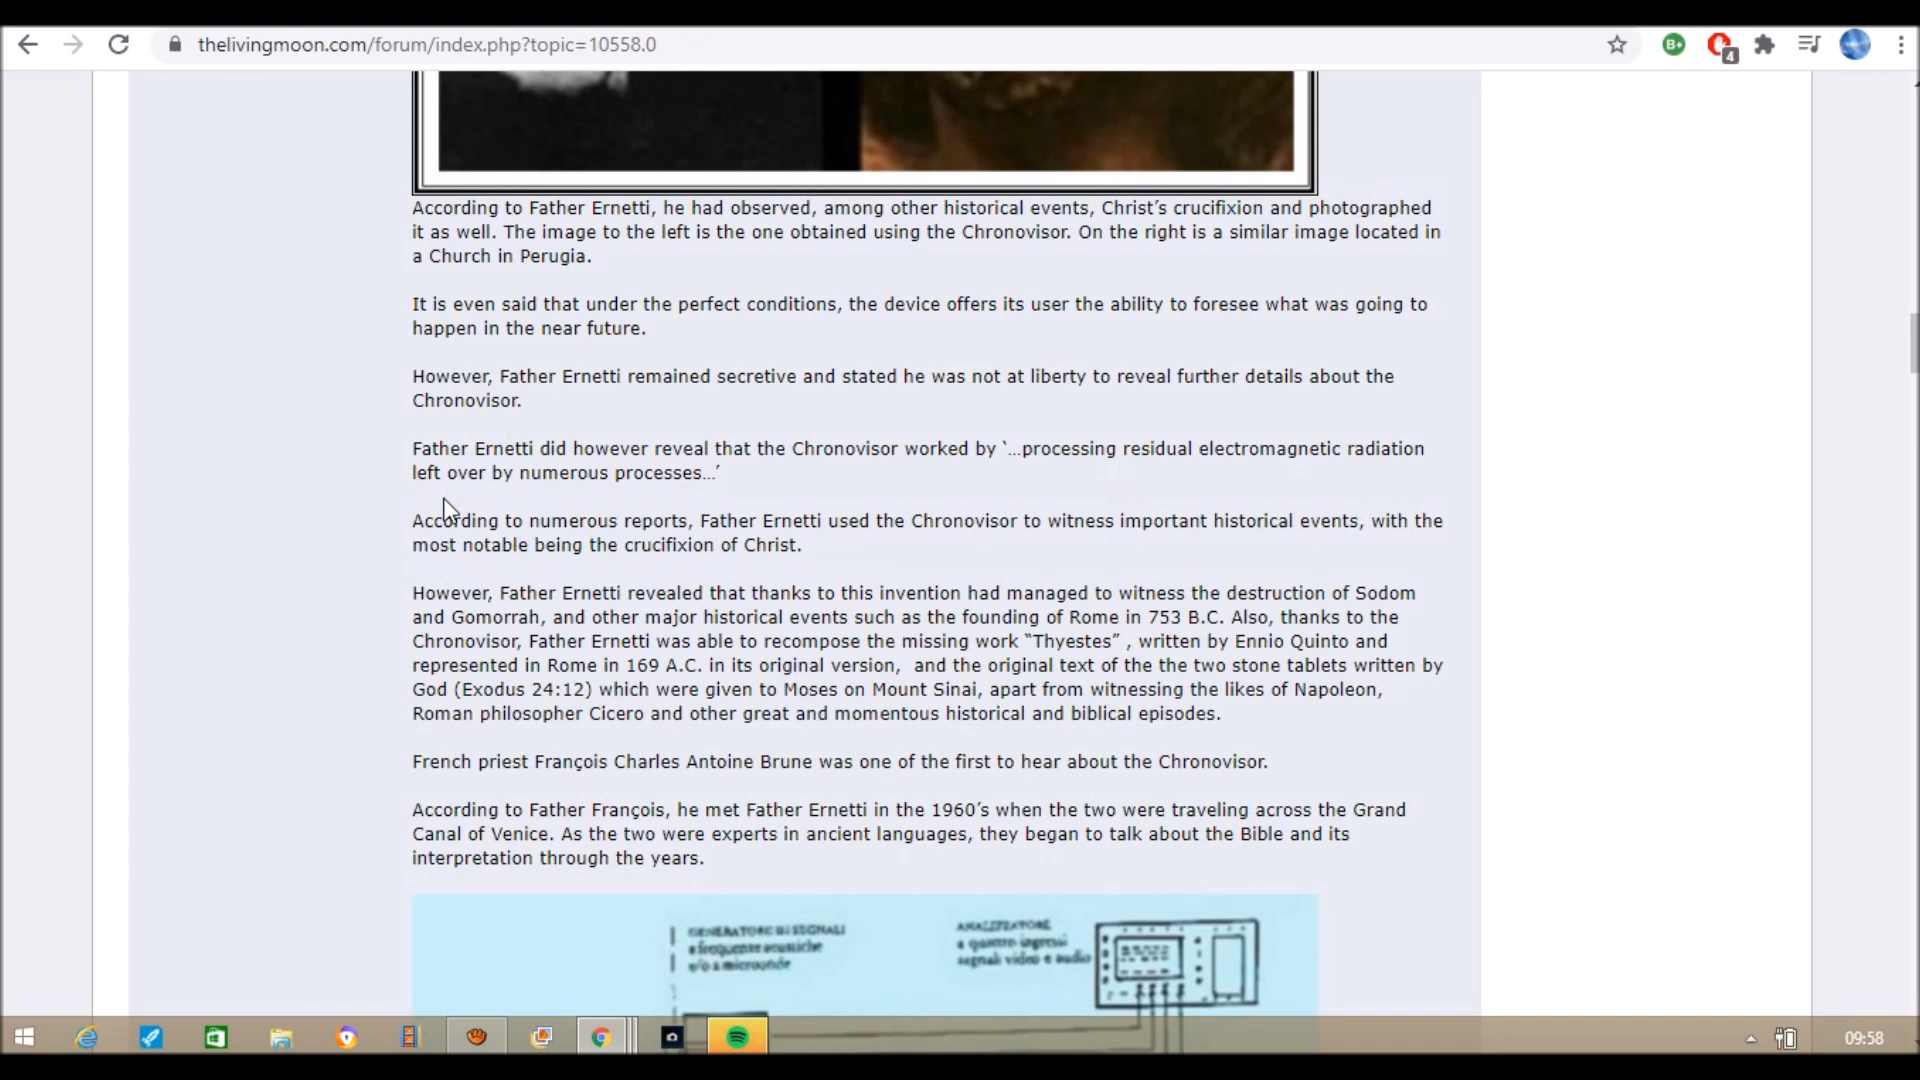 thelivingmoon.com/forum/index.php?topic=10558.0
B+
4
According to Father Ernetti, he had observed, among other historical events, Christ's crucifixion and photographed
it as well. The image to the left is the one obtained using the Chronovisor. On the right is a similar image located in
a Church in Perugia.
It is even said that under the perfect conditions, the device offers its user the ability to foresee what was going to
happen in the near future.
However, Father Ernetti remained secretive and stated he was not at liberty to reveal further details about the
Chronovisor.
Father Ernetti did however reveal that the Chronovisor worked by ‘…processing residual electromagnetic radiation
left over by numerous processes…’
According to numerous reports, Father Ernetti used the Chronovisor to witness important historical events, with the
most notable being the crucifixion of Christ.
However, Father Ernetti revealed that thanks to this invention had managed to witness the destruction of Sodom
and Gomorrah, and other major historical events such as the founding of Rome in 753 B.C. Also, thanks to the
Chronovisor, Father Ernetti was able to recompose the missing work “Thyestes” , written by Ennio Quinto and
represented in Rome in 169 A.C. in its original version,  and the original text of the the two stone tablets written by
God (Exodus 24:12) which were given to Moses on Mount Sinai, apart from witnessing the likes of Napoleon,
Roman philosopher Cicero and other great and momentous historical and biblical episodes.
French priest François Charles Antoine Brune was one of the first to hear about the Chronovisor.
According to Father François, he met Father Ernetti in the 1960’s when the two were traveling across the Grand
Canal of Venice. As the two were experts in ancient languages, they began to talk about the Bible and its
interpretation through the years.
GENERATORE DI SEGNALI
a frequenze acustiche
e/o a microonde
ANALIZZATORE
a quattro ingressi
segnali video e audio
09:58